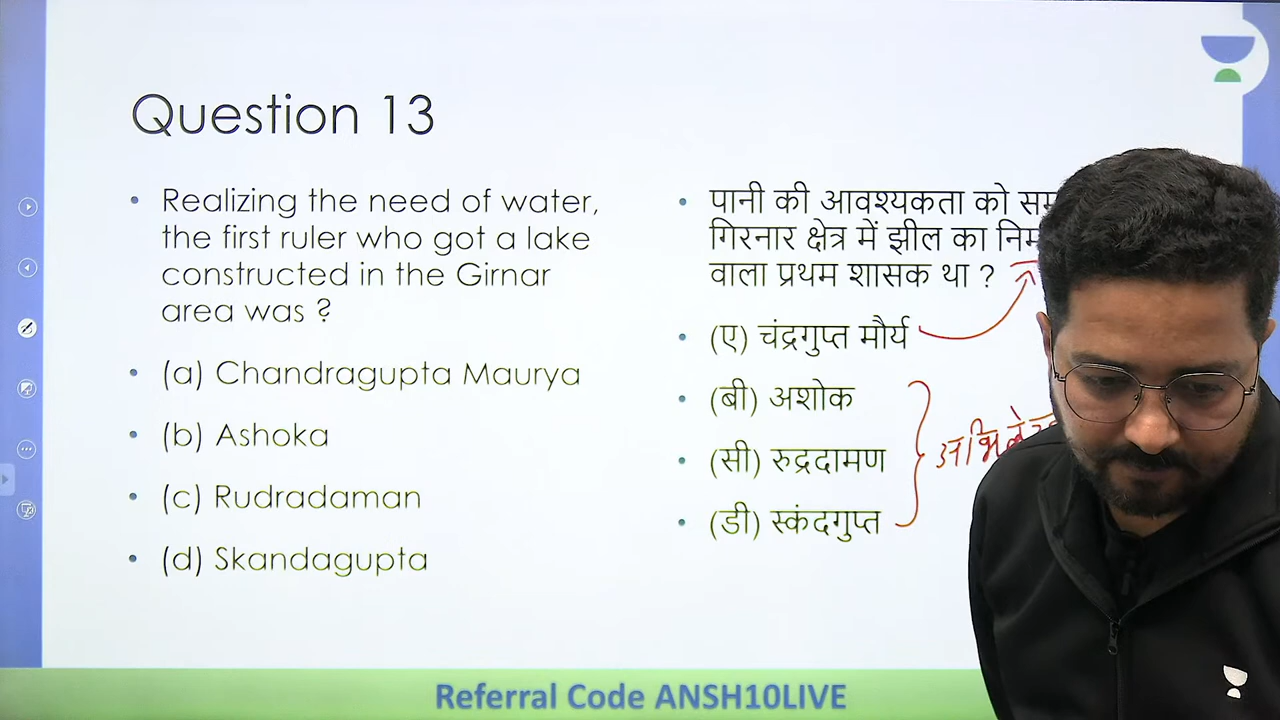 Question 13
• Realizing the need of water,
the first ruler who got a lake
constructed in the Girnar
area was ?
• (a) Chandragupta Maurya
• (b) Ashoka
• (c) Rudradaman
• (d) Skandagupta
• पानी की आवश्यकता को
गिरनार क्षेत्र में झील का
वाला प्रथम शासक था ?
• (ए) चंद्रगुप्त मौर्य
• (बी) अशोक
• (सी) रुद्रदामण
• (डी) स्कंदगुप्त
Referral Code ANSH10LIVE